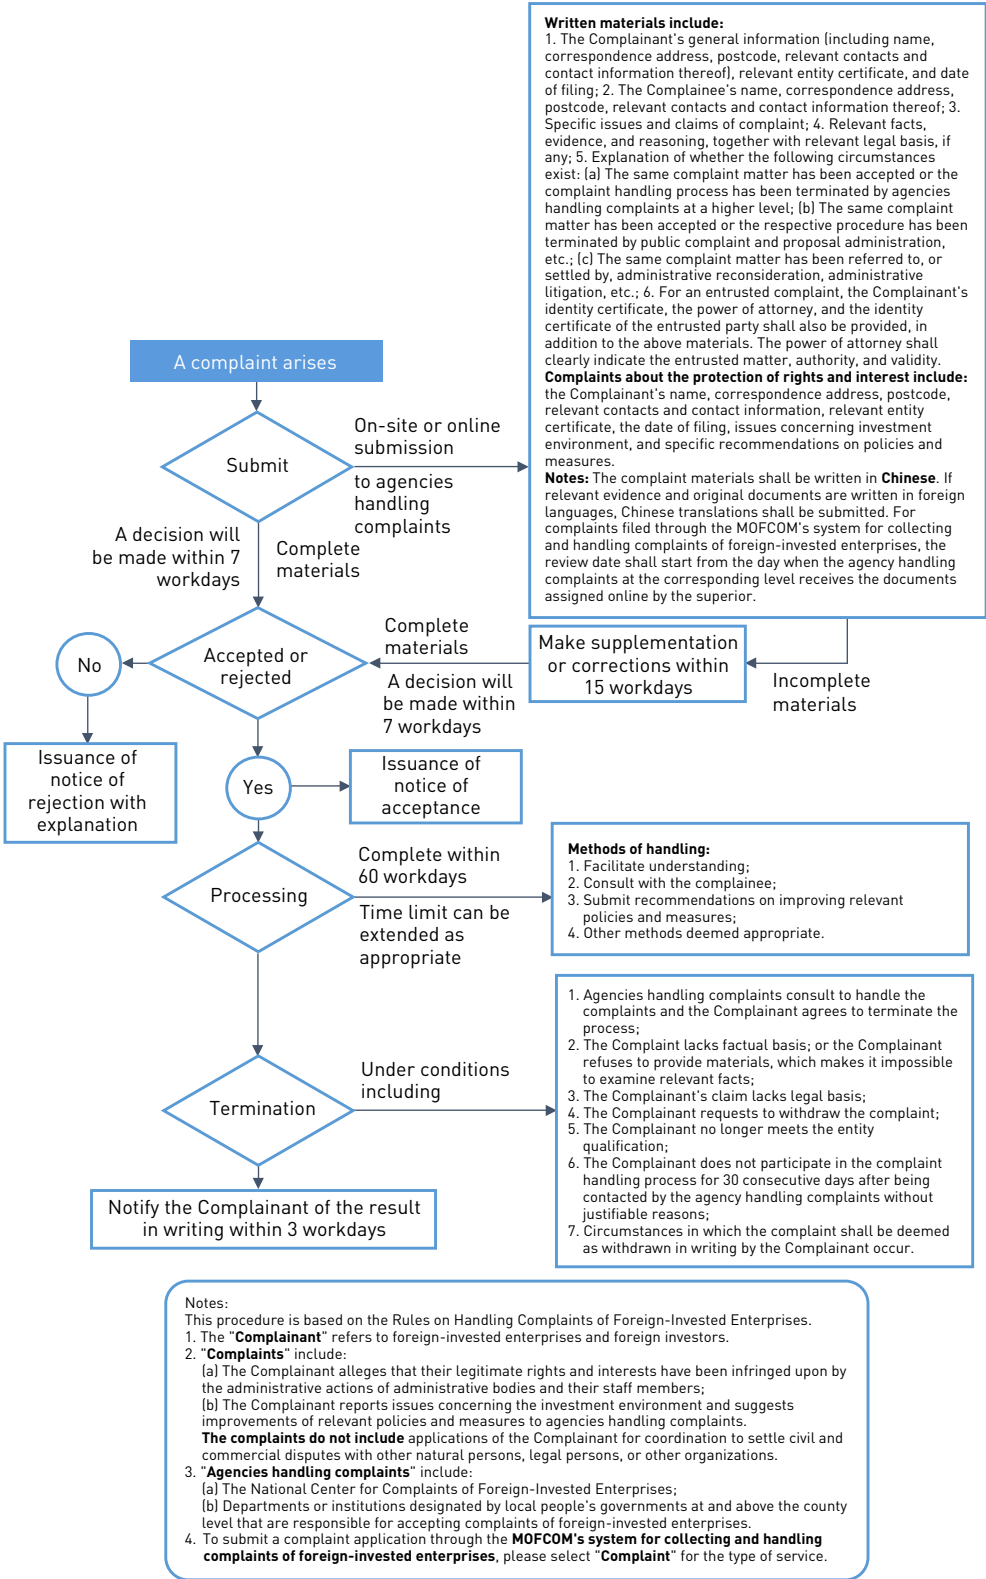 Written materials include:
1. The Complainant's general information (including name,
correspondence address, postcode, relevant contacts and
contact information thereof), relevant entity certificate, and date
of filing; 2. The Complainee's name, correspondence address,
postcode, relevant contacts and contact information thereof; 3.
Specific issues and claims of complaint; 4. Relevant facts,
evidence, and reasoning, together with relevant legal basis, if
any; 5. Explanation of whether the following circumstances
exist: (a) The same complaint matter has been accepted or the
complaint handling process has been terminated by agencies
handling complaints at a higher level; (b) The same complaint
matter has been accepted or the respective procedure has been
terminated by public complaint and proposal administration,
etc.; (c) The same complaint matter has been referred to, or
settled by, administrative reconsideration, administrative
litigation, etc.; 6. For an entrusted complaint, the Complainant's
identity certificate, the power of attorney, and the identity
certificate of the entrusted party shall also be provided, in
addition to the above materials. The power of attorney shall
clearly indicate the entrusted matter, authority, and validity.
Complaints about the protection of rights and interest include:
the Complainant's name, correspondence address, postcode,
relevant contacts and contact information, relevant entity
certificate, the date of filing, issues concerning investment
environment, and specific recommendations on policies and
measures.
Notes: The complaint materials shall be written in Chinese. If
relevant evidence and original documents are written in foreign
languages, Chinese translations shall be submitted. For
complaints filed through the MOFCOM's system for collecting
and handling complaints of foreign-invested enterprises, the
review date shall start from the day when the agency handling
complaints at the corresponding level receives the documents
assigned online by the superior.
A complaint arises
Submit
On-site or online
submission
to agencies
handling
complaints
A decision will
be made within 7
workdays
Complete
materials
Accepted or
rejected
Complete
materials
A decision will
be made within
7 workdays
Make supplementation
or corrections within
15 workdays
Incomplete
materials
No
Issuance of
notice of
rejection with
explanation
Yes
Issuance of
notice of
acceptance
Processing
Complete within
60 workdays
Time limit can be
extended as
appropriate
Methods of handling:
1. Facilitate understanding;
2. Consult with the complainee;
3. Submit recommendations on improving relevant
policies and measures;
4. Other methods deemed appropriate.
Termination
Under conditions
including
1. Agencies handling complaints consult to handle the
complaints and the Complainant agrees to terminate the
process;
2. The Complaint lacks factual basis; or the Complainant
refuses to provide materials, which makes it impossible
to examine relevant facts;
3. The Complainant's claim lacks legal basis;
4. The Complainant requests to withdraw the complaint;
5. The Complainant no longer meets the entity
qualification;
6. The Complainant does not participate in the complaint
handling process for 30 consecutive days after being
contacted by the agency handling complaints without
justifiable reasons;
7. Circumstances in which the complaint shall be deemed
as withdrawn in writing by the Complainant occur.
Notify the Complainant of the result
in writing within 3 workdays
Notes:
This procedure is based on the Rules on Handling Complaints of Foreign-Invested Enterprises.
1. The "Complainant" refers to foreign-invested enterprises and foreign investors.
2. "Complaints" include:
(a) The Complainant alleges that their legitimate rights and interests have been infringed upon by
the administrative actions of administrative bodies and their staff members;
(b) The Complainant reports issues concerning the investment environment and suggests
improvements of relevant policies and measures to agencies handling complaints.
The complaints do not include applications of the Complainant for coordination to settle civil and
commercial disputes with other natural persons, legal persons, or other organizations.
3. "Agencies handling complaints" include:
(a) The National Center for Complaints of Foreign-Invested Enterprises;
(b) Departments or institutions designated by local people's governments at and above the county
level that are responsible for accepting complaints of foreign-invested enterprises.
4. To submit a complaint application through the MOFCOM's system for collecting and handling
complaints of foreign-invested enterprises, please select "Complaint" for the type of service.